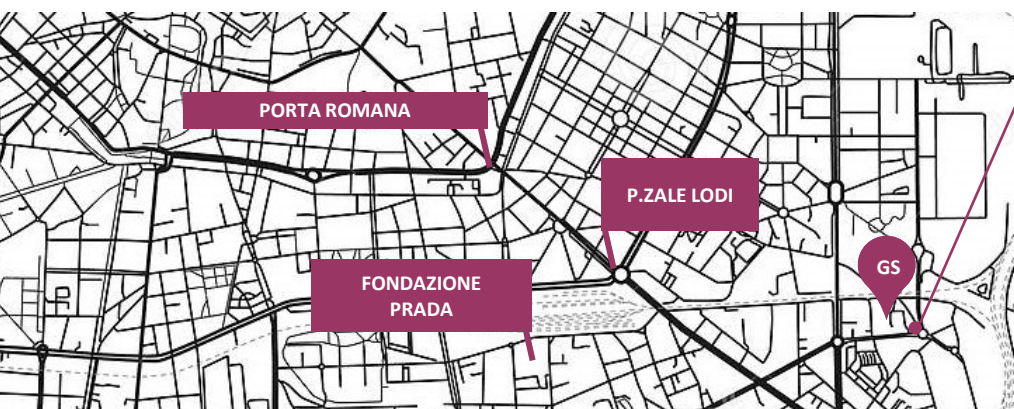 PORTA ROMANA
P.ZALE LODI
FONDAZIONE
PRADA
GS